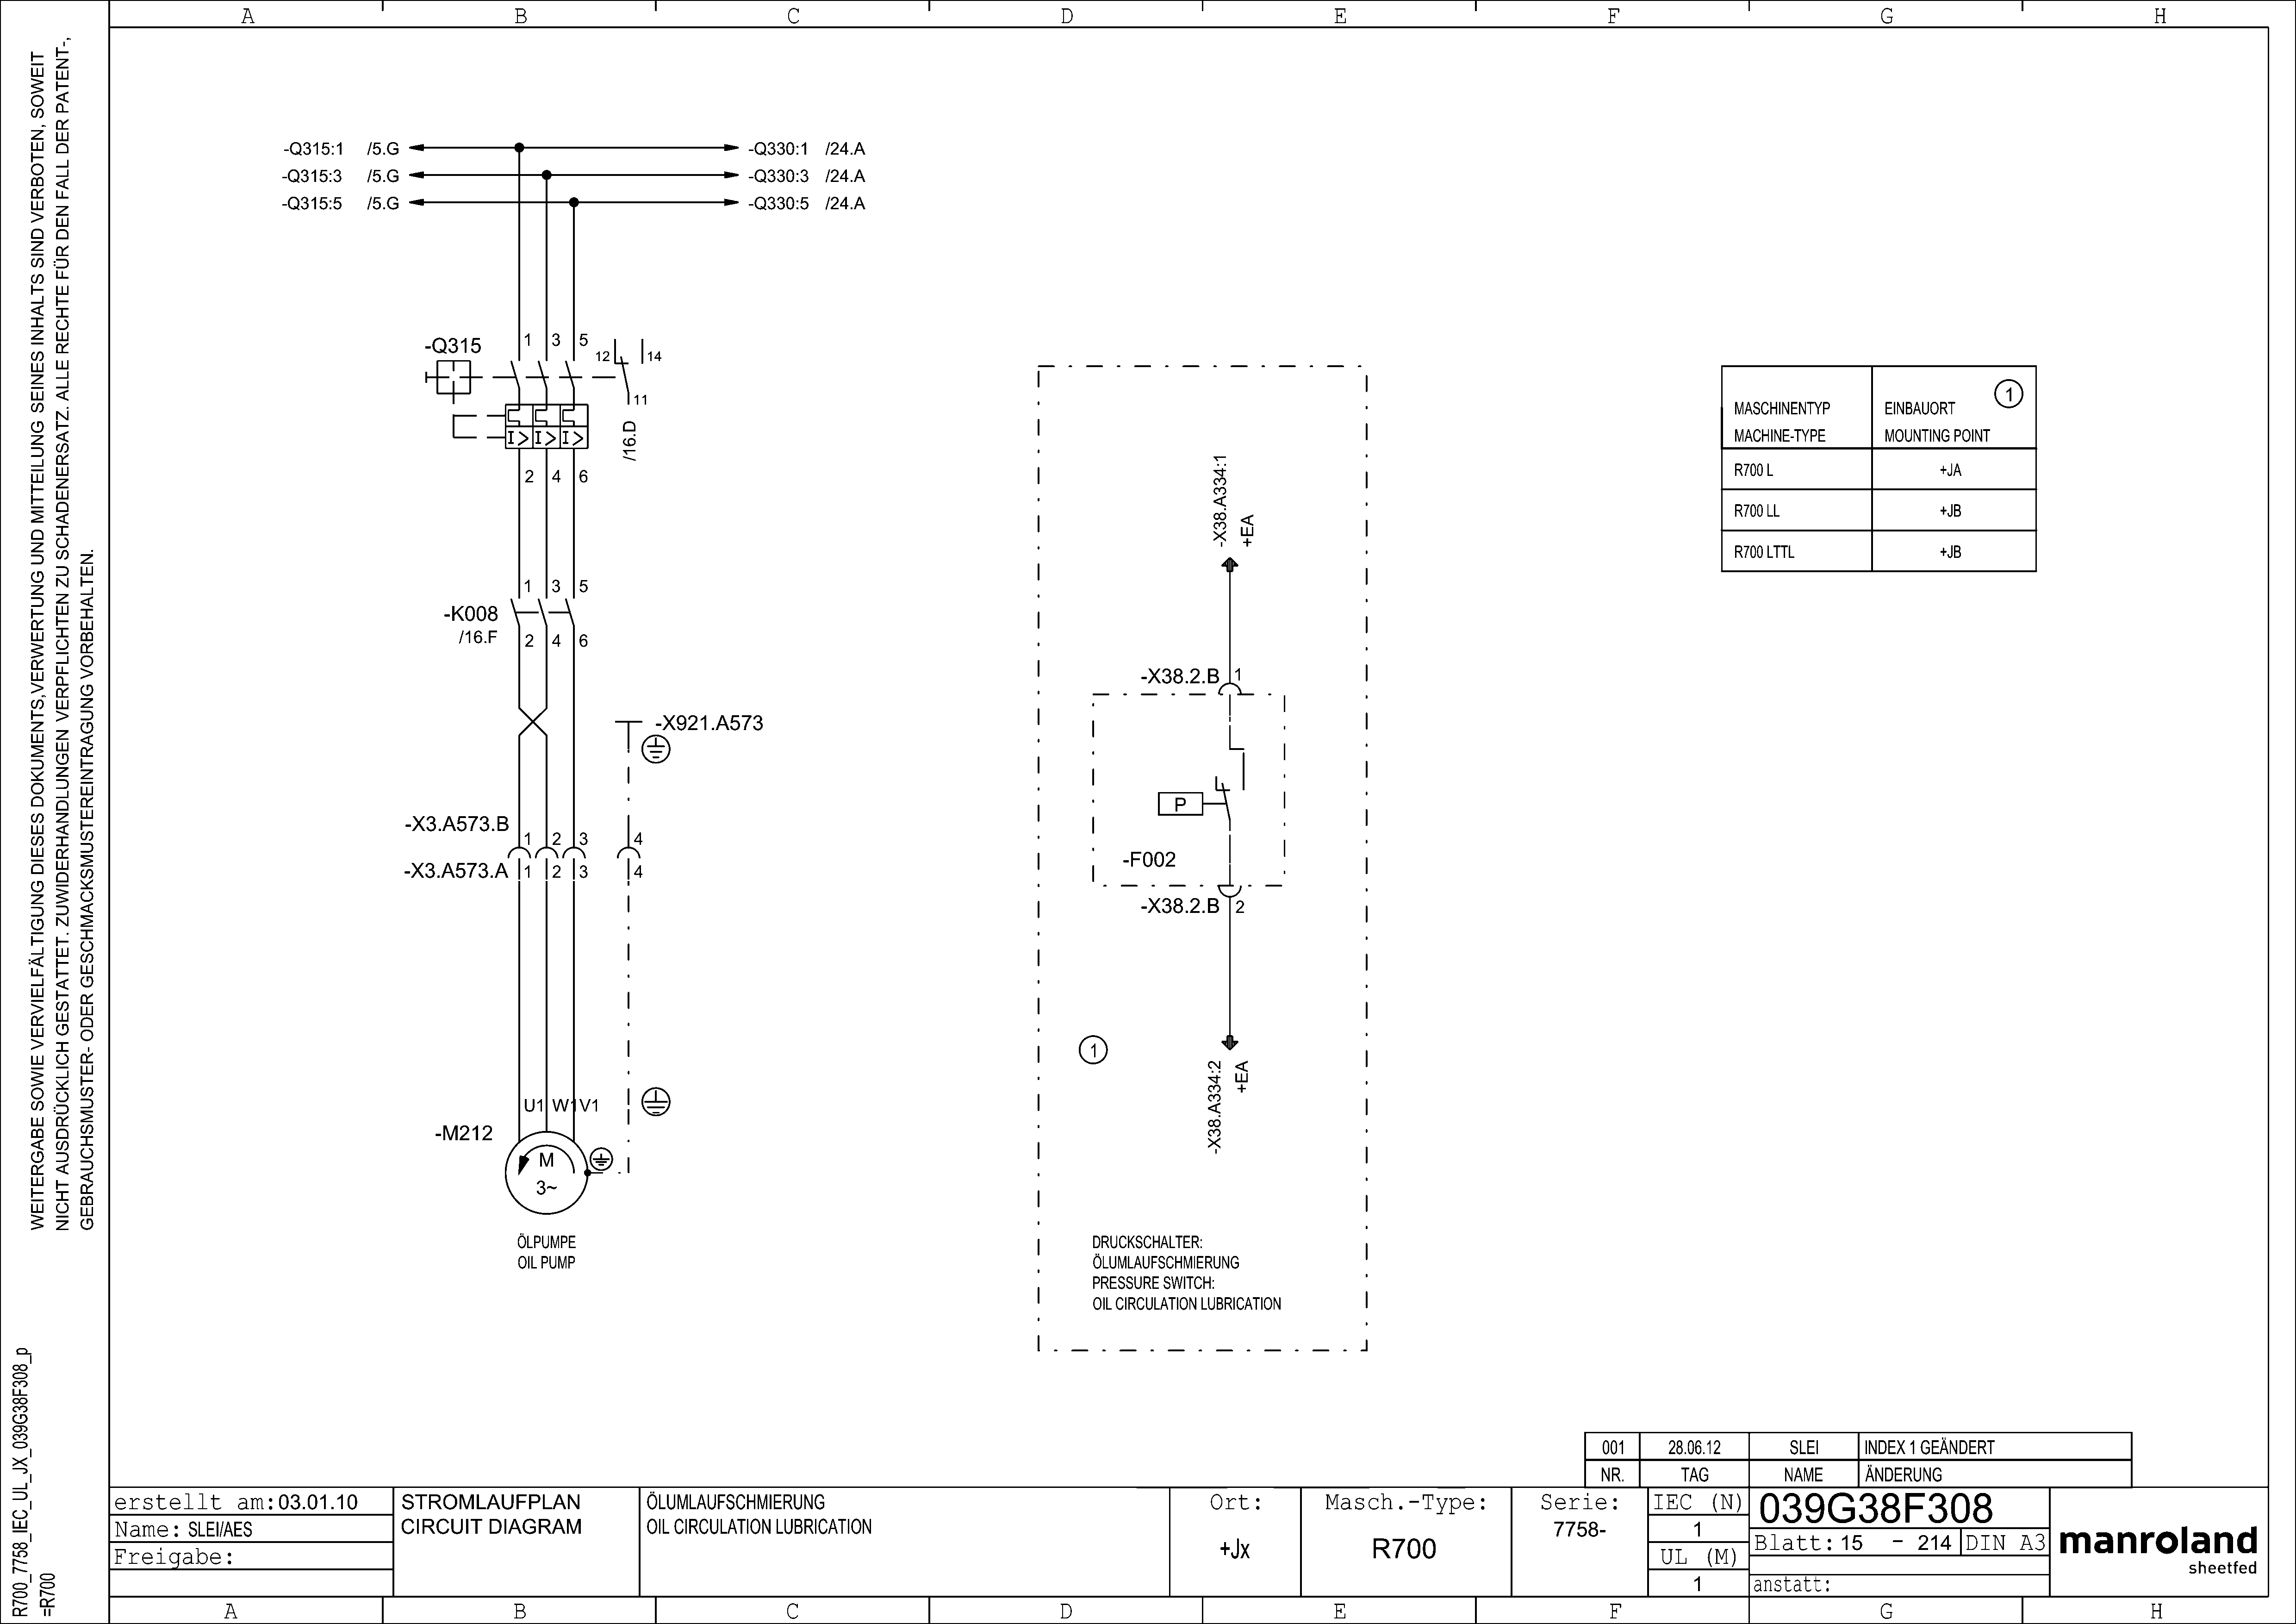 A B C D E F G H
WEITERGABE SOWIE VERVIELFÄLTIGUNG DIESES DOKUMENTS,VERWERTUNG UND MITTEILUNG SEINES INHALTS SIND VERBOTEN, SOWEIT
NICHT AUSDRÜCKLICH GESTATTET. ZUWIDERHANDLUNGEN VERPFLICHTEN ZU SCHADENERSATZ. ALLE RECHTE FÜR DEN FALL DER PATENT-,
GEBRAUCHSMUSTER- ODER GESCHMACKSMUSTEREINTRAGUNG VORBEHALTEN.
R700_7758_IEC_UL_JX_039G38F308_p
=R700
-Q315:1 /5.G -Q330:1 /24.A
-Q315:3 /5.G -Q330:3 /24.A
-Q315:5 /5.G -Q330:5 /24.A
-Q315 1 3 5
12 14
11
I> I> I>
/16.D
2 4 6
1 3 5
-K008
/16.F 2 4 6
-X921.A573
-X3.A573.B 1 2 3 4
-X3.A573.A 1 2 3 4
U1 W1 V1
-M212
M
3~
ÖLPUMPE
OIL PUMP
-X38.A334:1
+EA
-X38.2.B 1
P
-F002
-X38.2.B 2
1
-X38.A334:2
+EA
DRUCKSCHALTER:
ÖLUMLAUFSCHMIERUNG
PRESSURE SWITCH:
OIL CIRCULATION LUBRICATION
MASCHINENTYP EINBAUORT 1
MACHINE-TYPE MOUNTING POINT
R700 L +JA
R700 LL +JB
R700 LTTL +JB
001 28.06.12 SLEI INDEX 1 GEÄNDERT
NR. TAG NAME ÄNDERUNG
erstellt am: 03.01.10
Name: SLEI/AES
Freigabe:
STROMLAUFPLAN
CIRCUIT DIAGRAM
ÖLUMLAUFSCHMIERUNG
OIL CIRCULATION LUBRICATION
Ort:
+Jx
Masch.-Type:
R700
Serie:
7758-
IEC (N)
1
UL (M)
1
039G38F308
Blatt: 15 - 214 DIN A3
anstatt:
manroland
sheetfed
A B C D E F G H